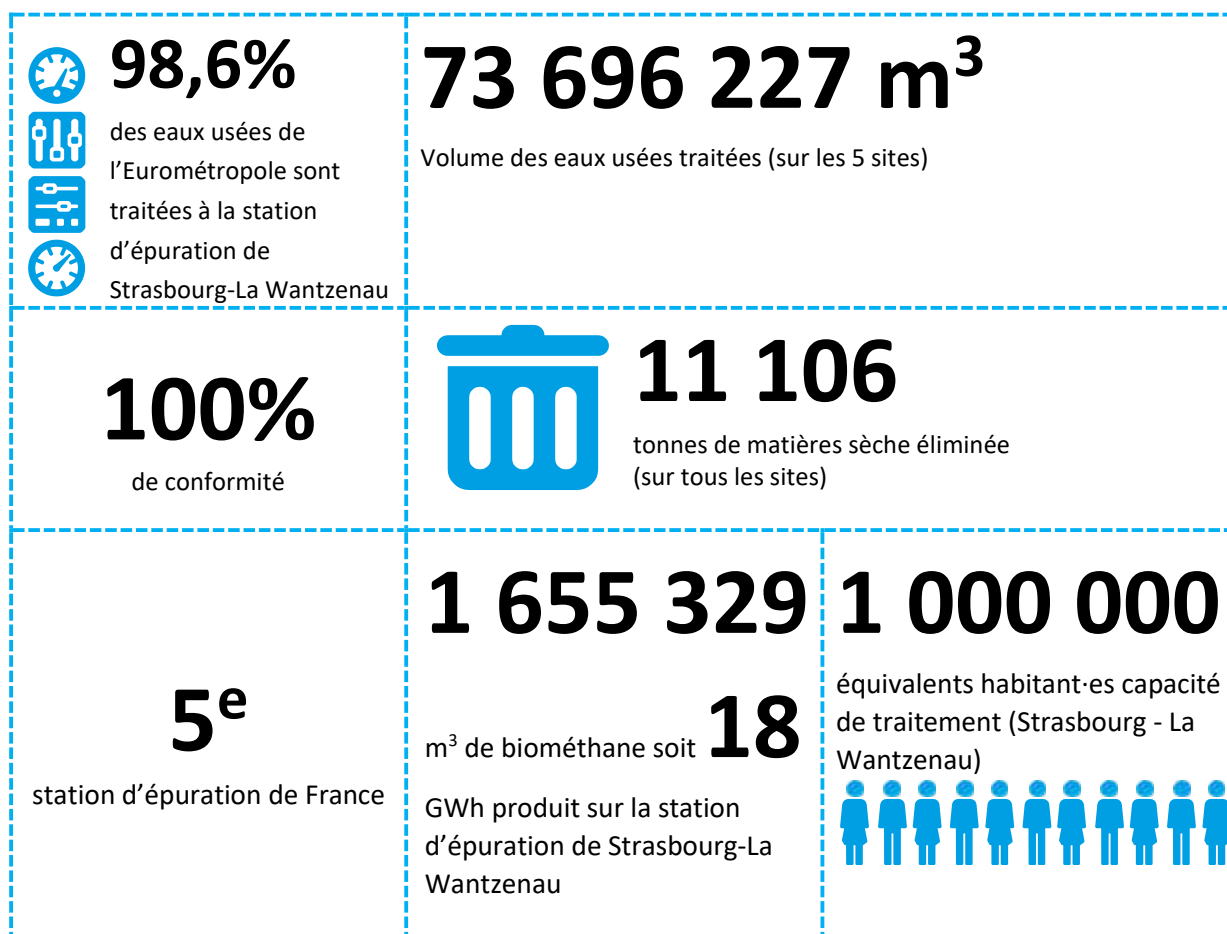 98,6%
des eaux usées de
l’Eurométropole sont
traitées à la station
d’épuration de
Strasbourg-La Wantzenau
73 696 227 m³
Volume des eaux usées traitées (sur les 5 sites)
100%
de conformité
11 106
tonnes de matières sèche éliminée
(sur tous les sites)
5e
station d’épuration de France
1 655 329
m³ de biométhane soit 18
GWh produit sur la station
d’épuration de Strasbourg-La
Wantzenau
1 000 000
équivalents habitant·es capacité
de traitement (Strasbourg - La
Wantzenau)